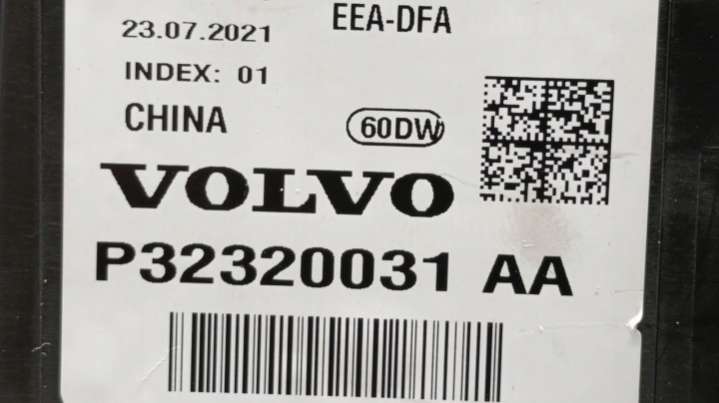 EEA-DFA
23.07.2021
INDEX: 01
CHINA
60DW
VOLVO
P32320031 AA